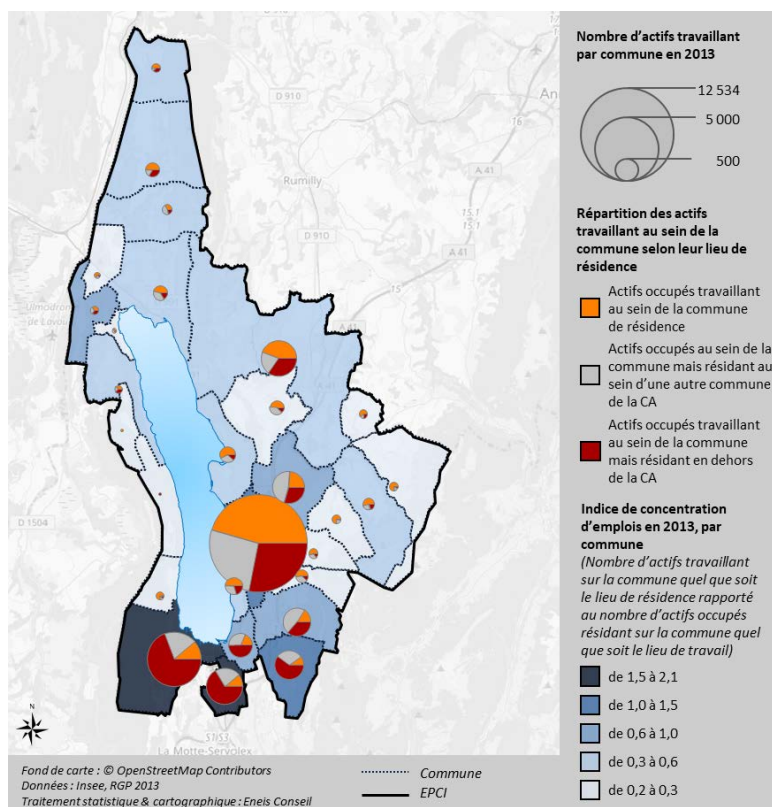 Nombre d'actifs travaillant
par commune en 2013
12 534
5 000
500
Répartition des actifs
travaillant au sein de la
commune selon leur lieu de
résidence
Actifs occupés travaillant
au sein de la commune
de résidence
Actifs occupés au sein de la
commune mais résidant au
sein d'une autre commune
de la CA
Actifs occupés travaillant
au sein de la commune
mais résidant en dehors
de la CA
Indice de concentration
d'emplois en 2013, par
commune
(Nombre d'actifs travaillant
sur la commune quel que soit
le lieu de résidence rapporté
au nombre d'actifs occupés
résidant sur la commune quel
que soit le lieu de travail)
de 1,5 à 2,1
de 1,0 à 1,5
de 0,6 à 1,0
de 0,3 à 0,6
de 0,2 à 0,3
D 910
An
16
A 41
Rumilly
15.1
D 910
A 41
15
D 1504
N
La Motte-Servolex
Fond de carte : © OpenStreetMap Contributors
Données : Insee, RGP 2013
Traitement statistique & cartographique : Eneis Conseil
Commune
EPCI